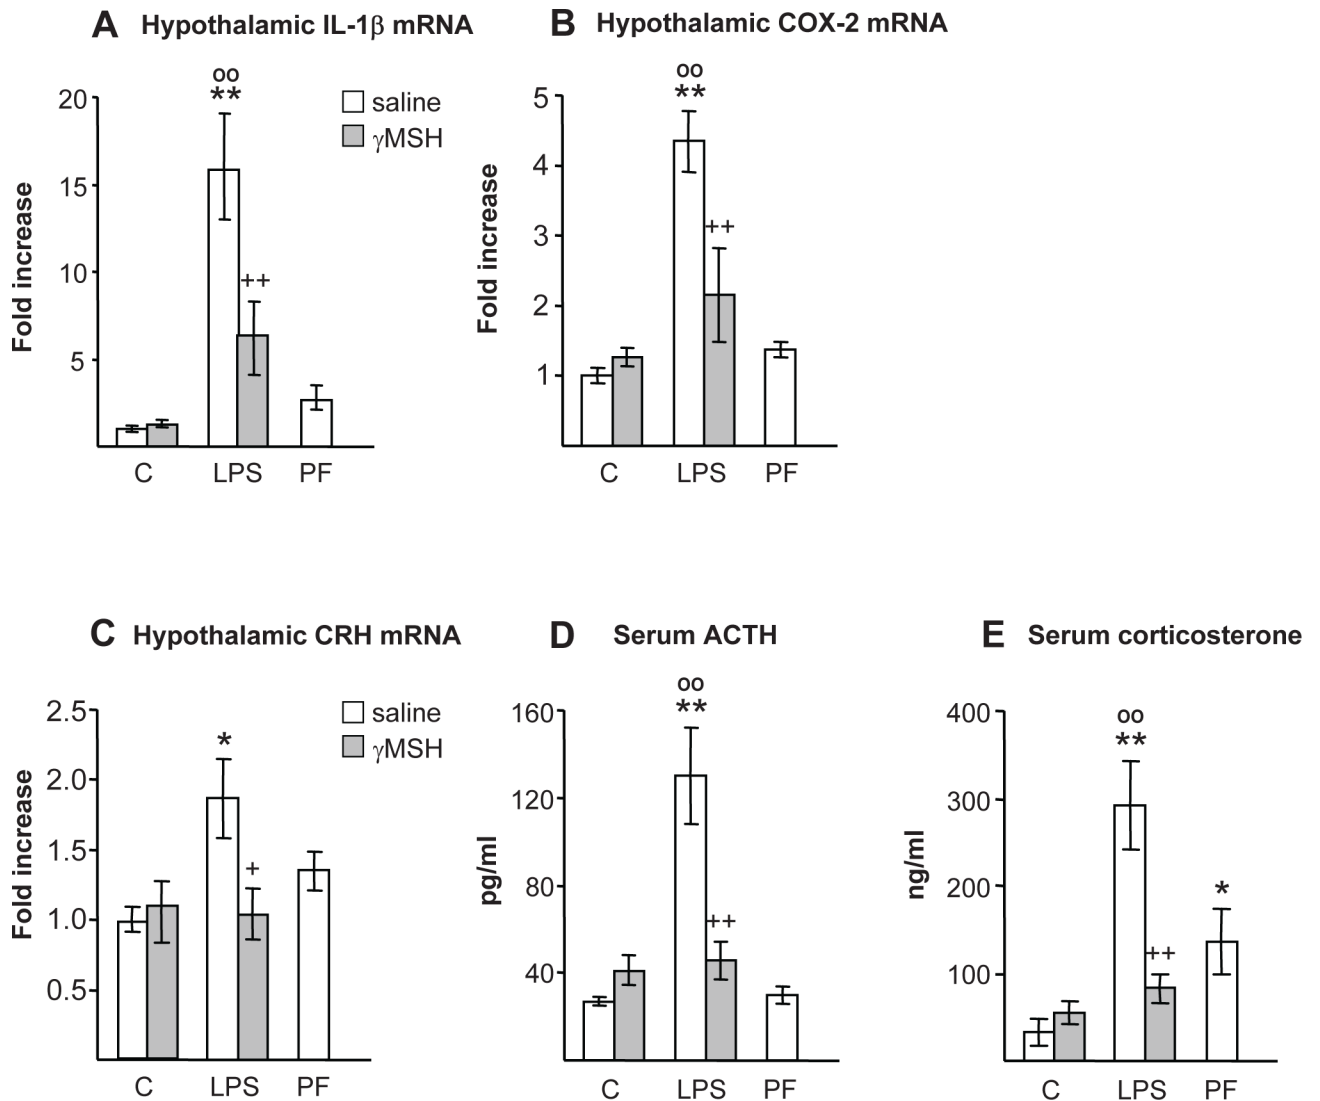 A Hypothalamic IL-1β mRNA
oo
**
20
15
10
5
Fold increase
++
saline
γMSH
C LPS PF
B Hypothalamic COX-2 mRNA
oo
**
5
4
3
2
1
Fold increase
++
C LPS PF
C Hypothalamic CRH mRNA
2.5
2.0
1.5
1.0
0.5
Fold increase
*
+
saline
γMSH
C LPS PF
D Serum ACTH
oo
**
160
120
80
40
pg/ml
++
C LPS PF
E Serum corticosterone
oo
**
400
300
200
100
ng/ml
++
*
C LPS PF